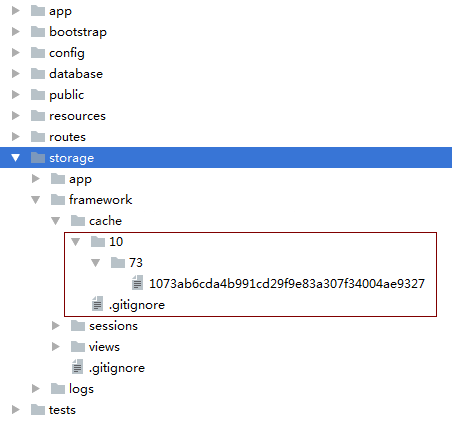 app
bootstrap
config
database
public
resources
routes
storage
app
framework
cache
10
73
1073ab6cda4b991cd29f9e83a307f34004ae9327
.gitignore
sessions
views
.gitignore
logs
tests